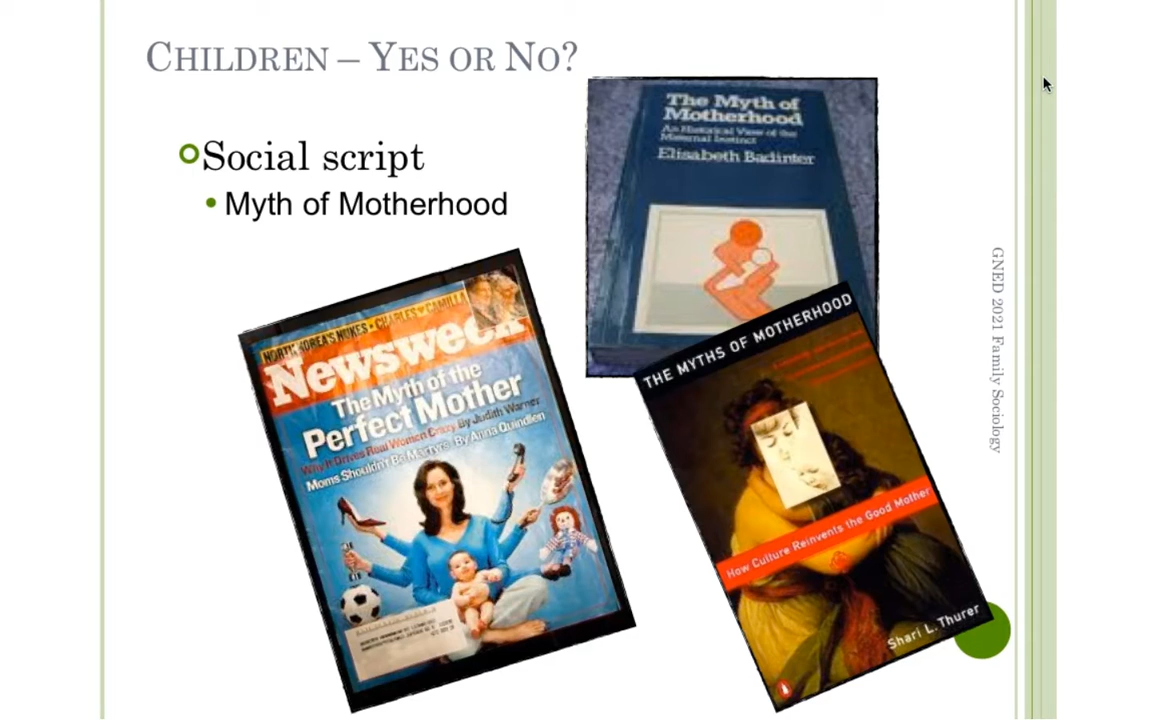 CHILDREN – YES OR NO?
Social script
Myth of Motherhood
The Myth of
Motherhood
An Historical View of the
Maternal Instinct
Elisabeth Badinter
NORTH KOREA'S NUKES • CHARLES ♥ CAMILLA
Newsweek
The Myth of the
Perfect Mother
Why It Drives Real Women Crazy By Judith Warner
Moms Shouldn't Be Martyrs By Anna Quindlen
THE MYTHS OF MOTHERHOOD
How Culture Reinvents the Good Mother
Shari L. Thurer
GNED 2021 Family Sociology